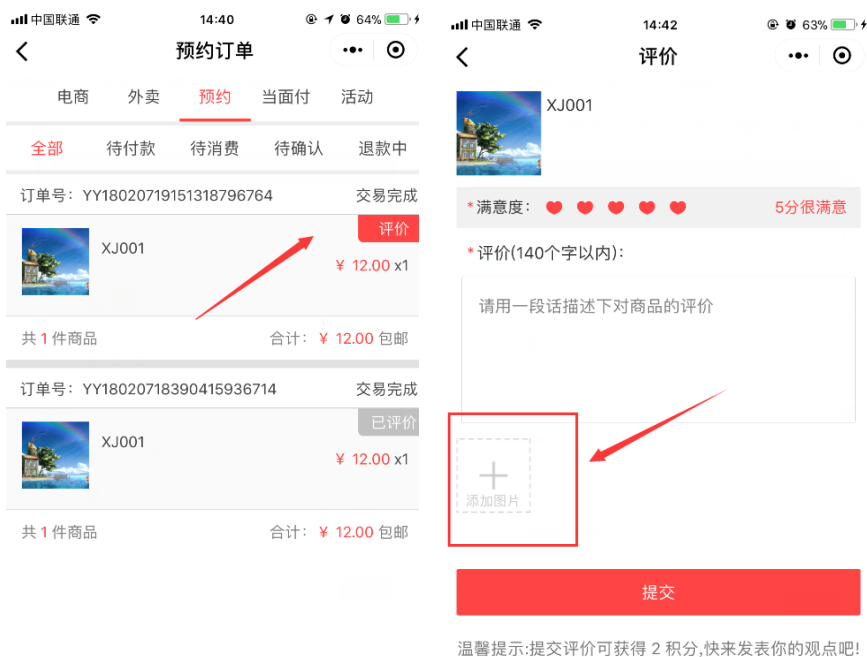 中国联通 14:40 64%
预约订单
电商 外卖 预约 当面付 活动
全部 待付款 待消费 待确认 退款中
订单号: YY18020719151318796764 交易完成
评价
XJ001
¥ 12.00 x1
共 1 件商品 合计: ¥ 12.00 包邮
订单号: YY18020718390415936714 交易完成
已评价
XJ001
¥ 12.00 x1
共 1 件商品 合计: ¥ 12.00 包邮
中国联通 14:42 63%
评价
XJ001
*满意度: 5分很满意
*评价(140个字以内):
请用一段话描述下对商品的评价
添加图片
提交
温馨提示:提交评价可获得 2 积分,快来发表你的观点吧!